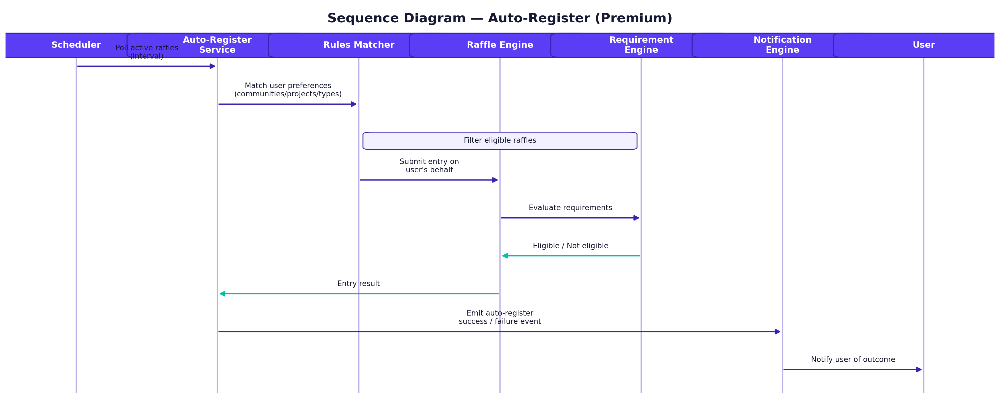 Sequence Diagram — Auto-Register (Premium)
Scheduler
Auto-Register
Service
Rules Matcher
Raffle Engine
Requirement
Engine
Notification
Engine
User
Poll active raffles
(interval)
Match user preferences
(communities/projects/types)
Filter eligible raffles
Submit entry on
user's behalf
Evaluate requirements
Eligible / Not eligible
Entry result
Emit auto-register
success / failure event
Notify user of outcome